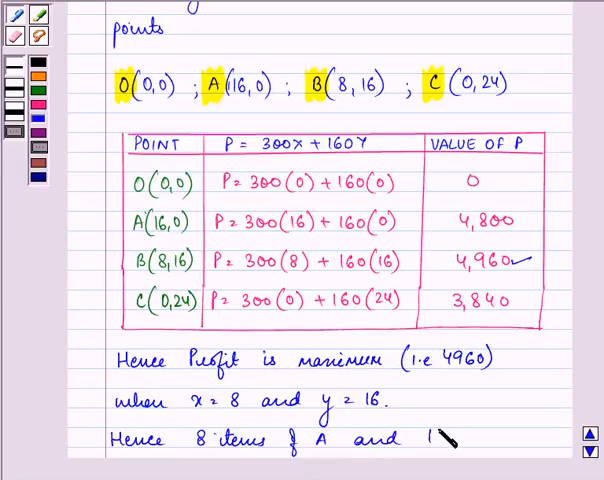 points
O(0,0) ; A(16,0) ; B(8,16) ; C(0,24)
POINT P = 300X + 160Y VALUE OF P
O(0,0) P = 300(0) + 160(0) 0
A(16,0) P = 300(16) + 160(0) 4,800
B(8,16) P = 300(8) + 160(16) 4,960 ✓
C(0,24) P = 300(0) + 160(24) 3,840
Hence Profit is maximum (i.e 4960)
when x = 8 and y = 16.
Hence 8 items of A and 1